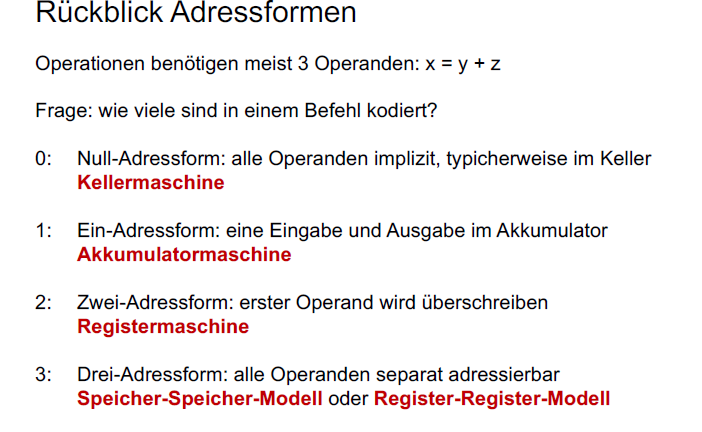 Rückblick Adressformen
Operationen benötigen meist 3 Operanden: x = y + z
Frage: wie viele sind in einem Befehl kodiert?
0: Null-Adressform: alle Operanden implizit, typicherweise im Keller
Kellermaschine
1: Ein-Adressform: eine Eingabe und Ausgabe im Akkumulator
Akkumulatormaschine
2: Zwei-Adressform: erster Operand wird überschreiben
Registermaschine
3: Drei-Adressform: alle Operanden separat adressierbar
Speicher-Speicher-Modell oder Register-Register-Modell